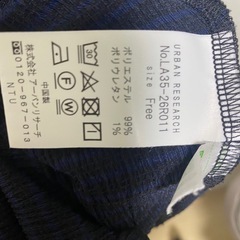 URBAN RESEARCH
No.LA35-26R011
size Free
ポリエステル 99%
ポリウレタン 1%
30
中国製
株式会社 アーバンリサーチ
0120-967-013
NTU